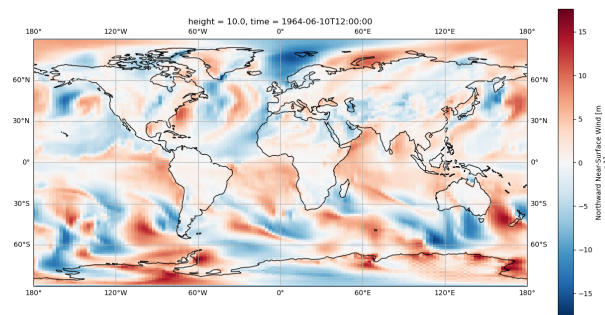 height = 10.0, time = 1964-06-10T12:00:00
180° 120°W 60°W 0° 60°E 120°E 180°
60°N 60°N
30°N 30°N
0° 0°
30°S 30°S
60°S 60°S
180° 120°W 60°W 0° 60°E 120°E 180°
15
10
5
0
−5
−10
−15
Northward Near-Surface Wind [m